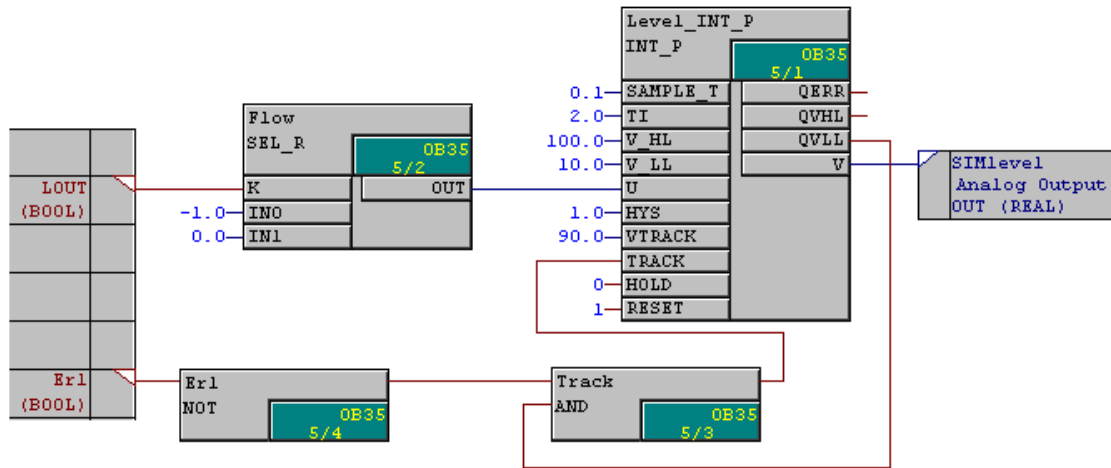 Level_INT_P
INT_P
OB35
5/1
0.1 SAMPLE_T QERR
2.0 TI QVHL
100.0 V_HL QVLL
10.0 V_LL V
U
1.0 HYS
90.0 VTRACK
TRACK
0 HOLD
1 RESET
Flow
SEL_R
OB35
5/2
K OUT
-1.0 IN0
0.0 IN1
LOUT
(BOOL)
SIMlevel
Analog Output
OUT (REAL)
Er1
(BOOL)
Er1
NOT
OB35
5/4
Track
AND
OB35
5/3